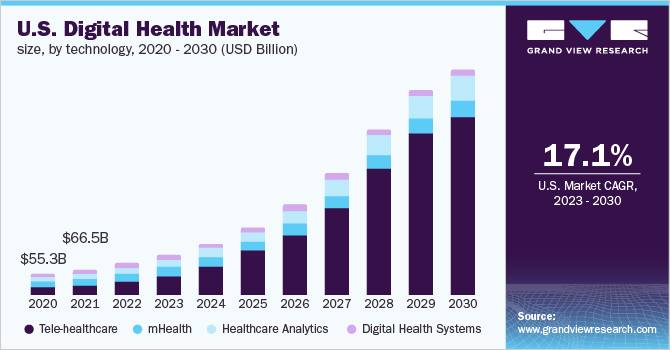 U.S. Digital Health Market
size, by technology, 2020 - 2030 (USD Billion)
$55.3B
$66.5B
2020 2021 2022 2023 2024 2025 2026 2027 2028 2029 2030
Tele-healthcare mHealth Healthcare Analytics Digital Health Systems
GRAND VIEW RESEARCH
17.1%
U.S. Market CAGR,
2023 - 2030
Source:
www.grandviewresearch.com